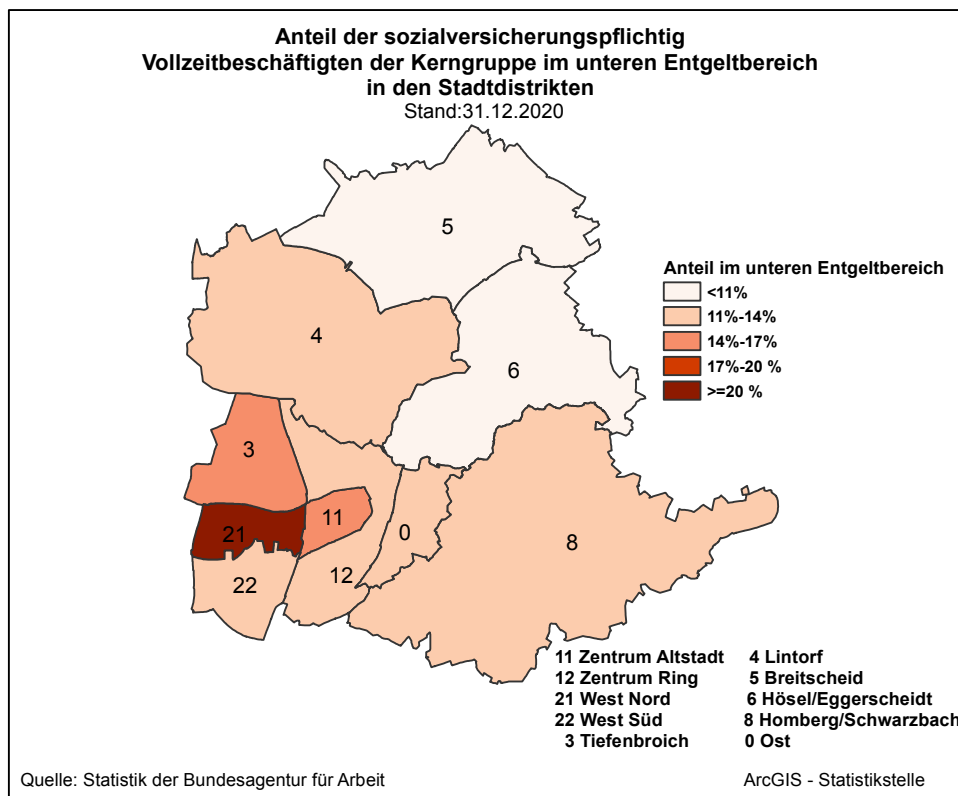 Anteil der sozialversicherungspflichtig
Vollzeitbeschäftigten der Kerngruppe im unteren Entgeltbereich
in den Stadtdistrikten
Stand:31.12.2020
5
4
6
3
11
21
0
8
22
12
Anteil im unteren Entgeltbereich
<11%
11%-14%
14%-17%
17%-20 %
>=20 %
11 Zentrum Altstadt
12 Zentrum Ring
21 West Nord
22 West Süd
3 Tiefenbroich
4 Lintorf
5 Breitscheid
6 Hösel/Eggerscheidt
8 Homberg/Schwarzbach
0 Ost
Quelle: Statistik der Bundesagentur für Arbeit
ArcGIS - Statistikstelle